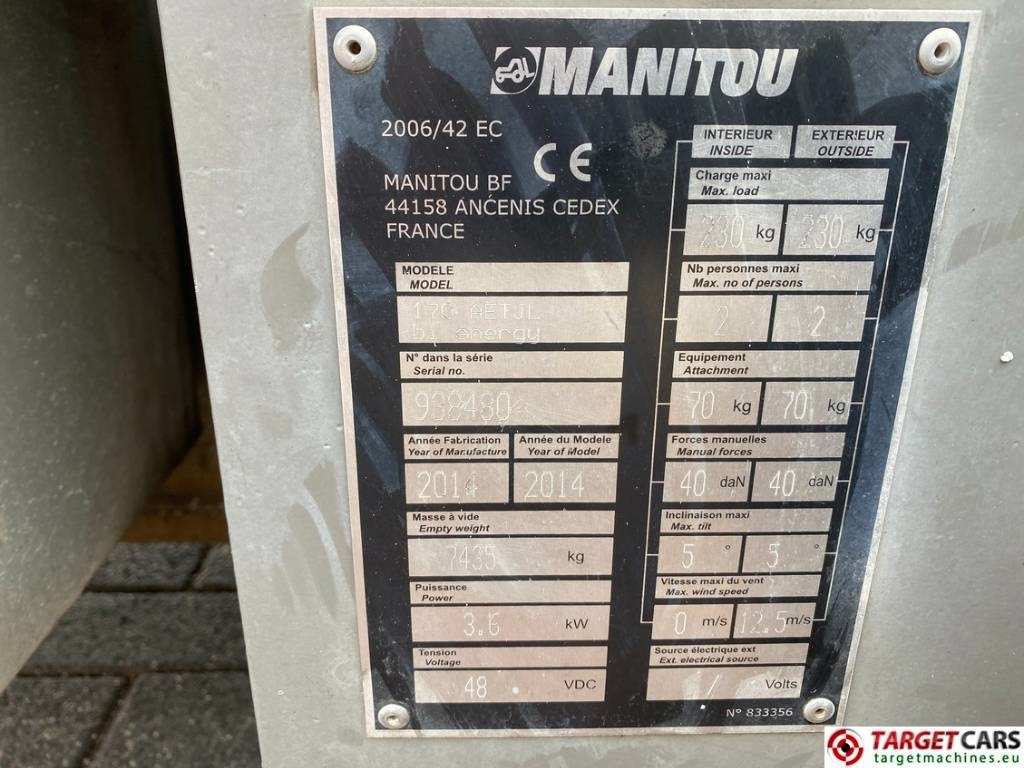 MANITOU
2006/42 EC
CE
MANITOU BF
44158 ANCENIS CEDEX
FRANCE
MODELE
MODEL
170 AETJL
bi energy
N° dans la série
Serial no.
938480
Année Fabrication
Year of Manufacture
2014
Année du Modele
Year of Model
2014
Masse à vide
Empty weight
7435 kg
Puissance
Power
3.6 kW
Tension
Voltage
48 VDC
INTERIEUR
INSIDE
EXTERIEUR
OUTSIDE
Charge maxi
Max. load
230 kg 230 kg
Nb personnes maxi
Max. no of persons
2 2
Equipement
Attachment
70 kg 70 kg
Forces manuelles
Manual forces
40 daN 40 daN
Inclinaison maxi
Max. tilt
5 ° 5 °
Vitesse maxi du vent
Max. wind speed
0 m/s 12.5 m/s
Source électrique ext
Ext. electrical source
/ Volts
N° 833356
TARGETCARS
targetmachines.eu